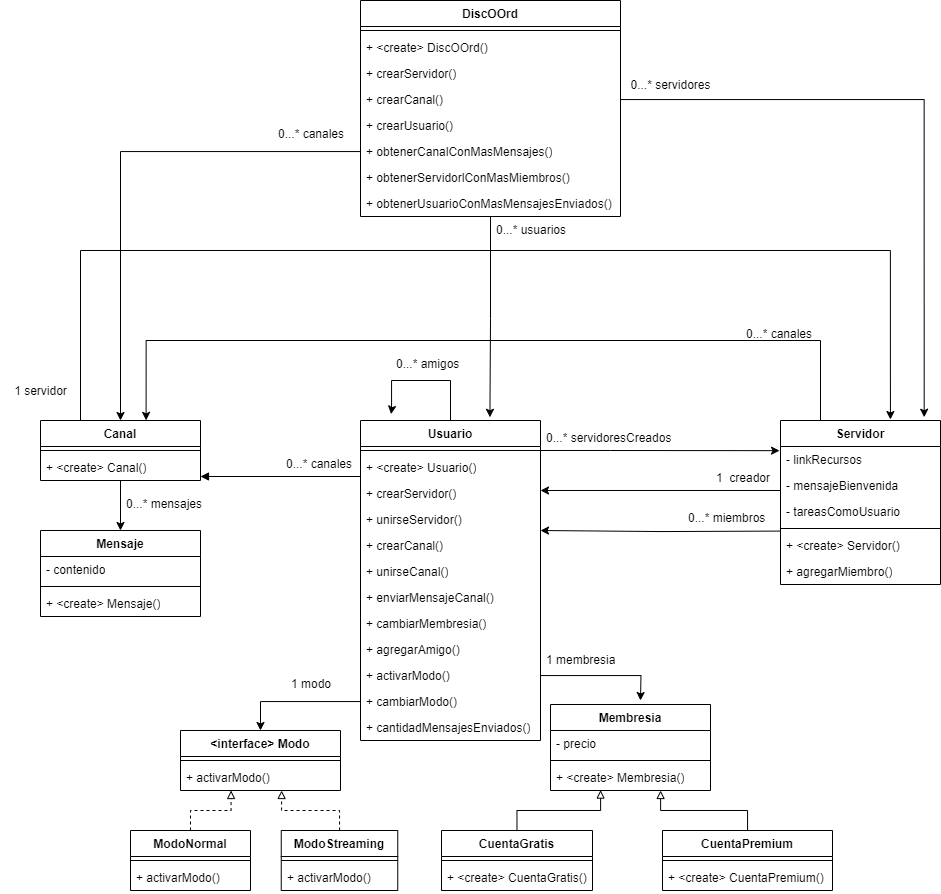 DiscOOrd
+ <create> DiscOOrd()
+ crearServidor()
+ crearCanal()
+ crearUsuario()
+ obtenerCanalConMasMensajes()
+ obtenerServidorlConMasMiembros()
+ obtenerUsuarioConMasMensajesEnviados()
0...* servidores
0...* canales
0...* usuarios
0...* canales
0...* amigos
1 servidor
Canal
+ <create> Canal()
Usuario
+ <create> Usuario()
+ crearServidor()
+ unirseServidor()
+ crearCanal()
+ unirseCanal()
+ enviarMensajeCanal()
+ cambiarMembresia()
+ agregarAmigo()
+ activarModo()
+ cambiarModo()
+ cantidadMensajesEnviados()
0...* servidoresCreados
Servidor
- linkRecursos
- mensajeBienvenida
- tareasComoUsuario
+ <create> Servidor()
+ agregarMiembro()
0...* canales
1 creador
0...* mensajes
0...* miembros
Mensaje
- contenido
+ <create> Mensaje()
1 membresia
1 modo
Membresia
- precio
+ <create> Membresia()
<interface> Modo
+ activarModo()
ModoNormal
+ activarModo()
ModoStreaming
+ activarModo()
CuentaGratis
+ <create> CuentaGratis()
CuentaPremium
+ <create> CuentaPremium()